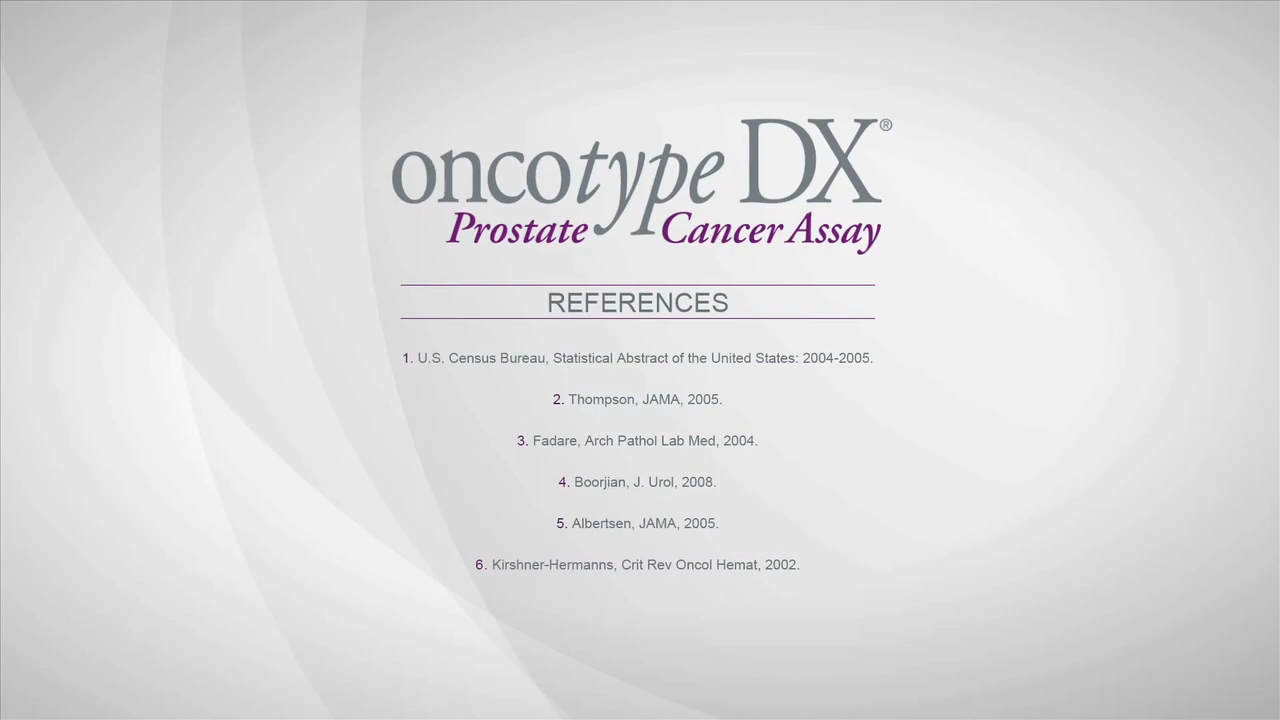 oncotype DX®
Prostate Cancer Assay
REFERENCES
1. U.S. Census Bureau, Statistical Abstract of the United States: 2004-2005.
2. Thompson, JAMA, 2005.
3. Fadare, Arch Pathol Lab Med, 2004.
4. Boorjian, J. Urol, 2008.
5. Albertsen, JAMA, 2005.
6. Kirshner-Hermanns, Crit Rev Oncol Hemat, 2002.